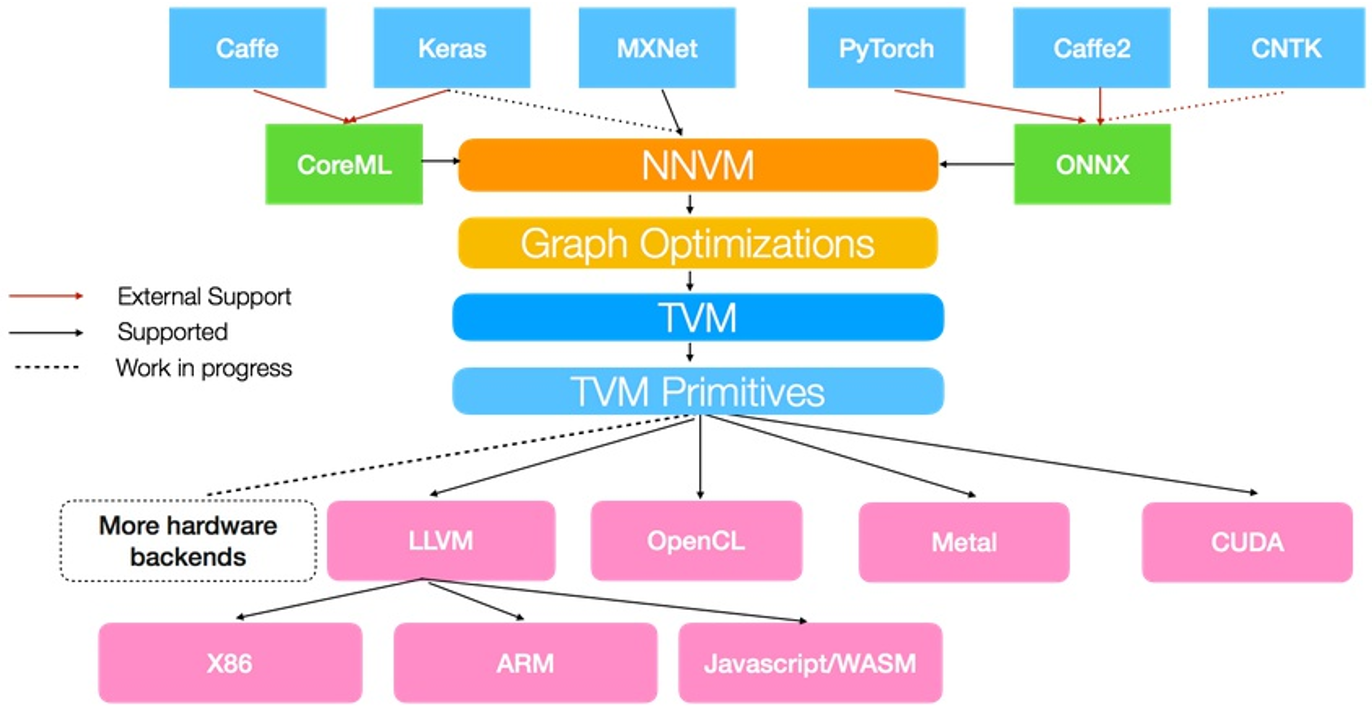 Caffe
Keras
MXNet
PyTorch
Caffe2
CNTK
CoreML
NNVM
ONNX
Graph Optimizations
External Support
Supported
Work in progress
TVM
TVM Primitives
More hardware
backends
LLVM
OpenCL
Metal
CUDA
X86
ARM
Javascript/WASM